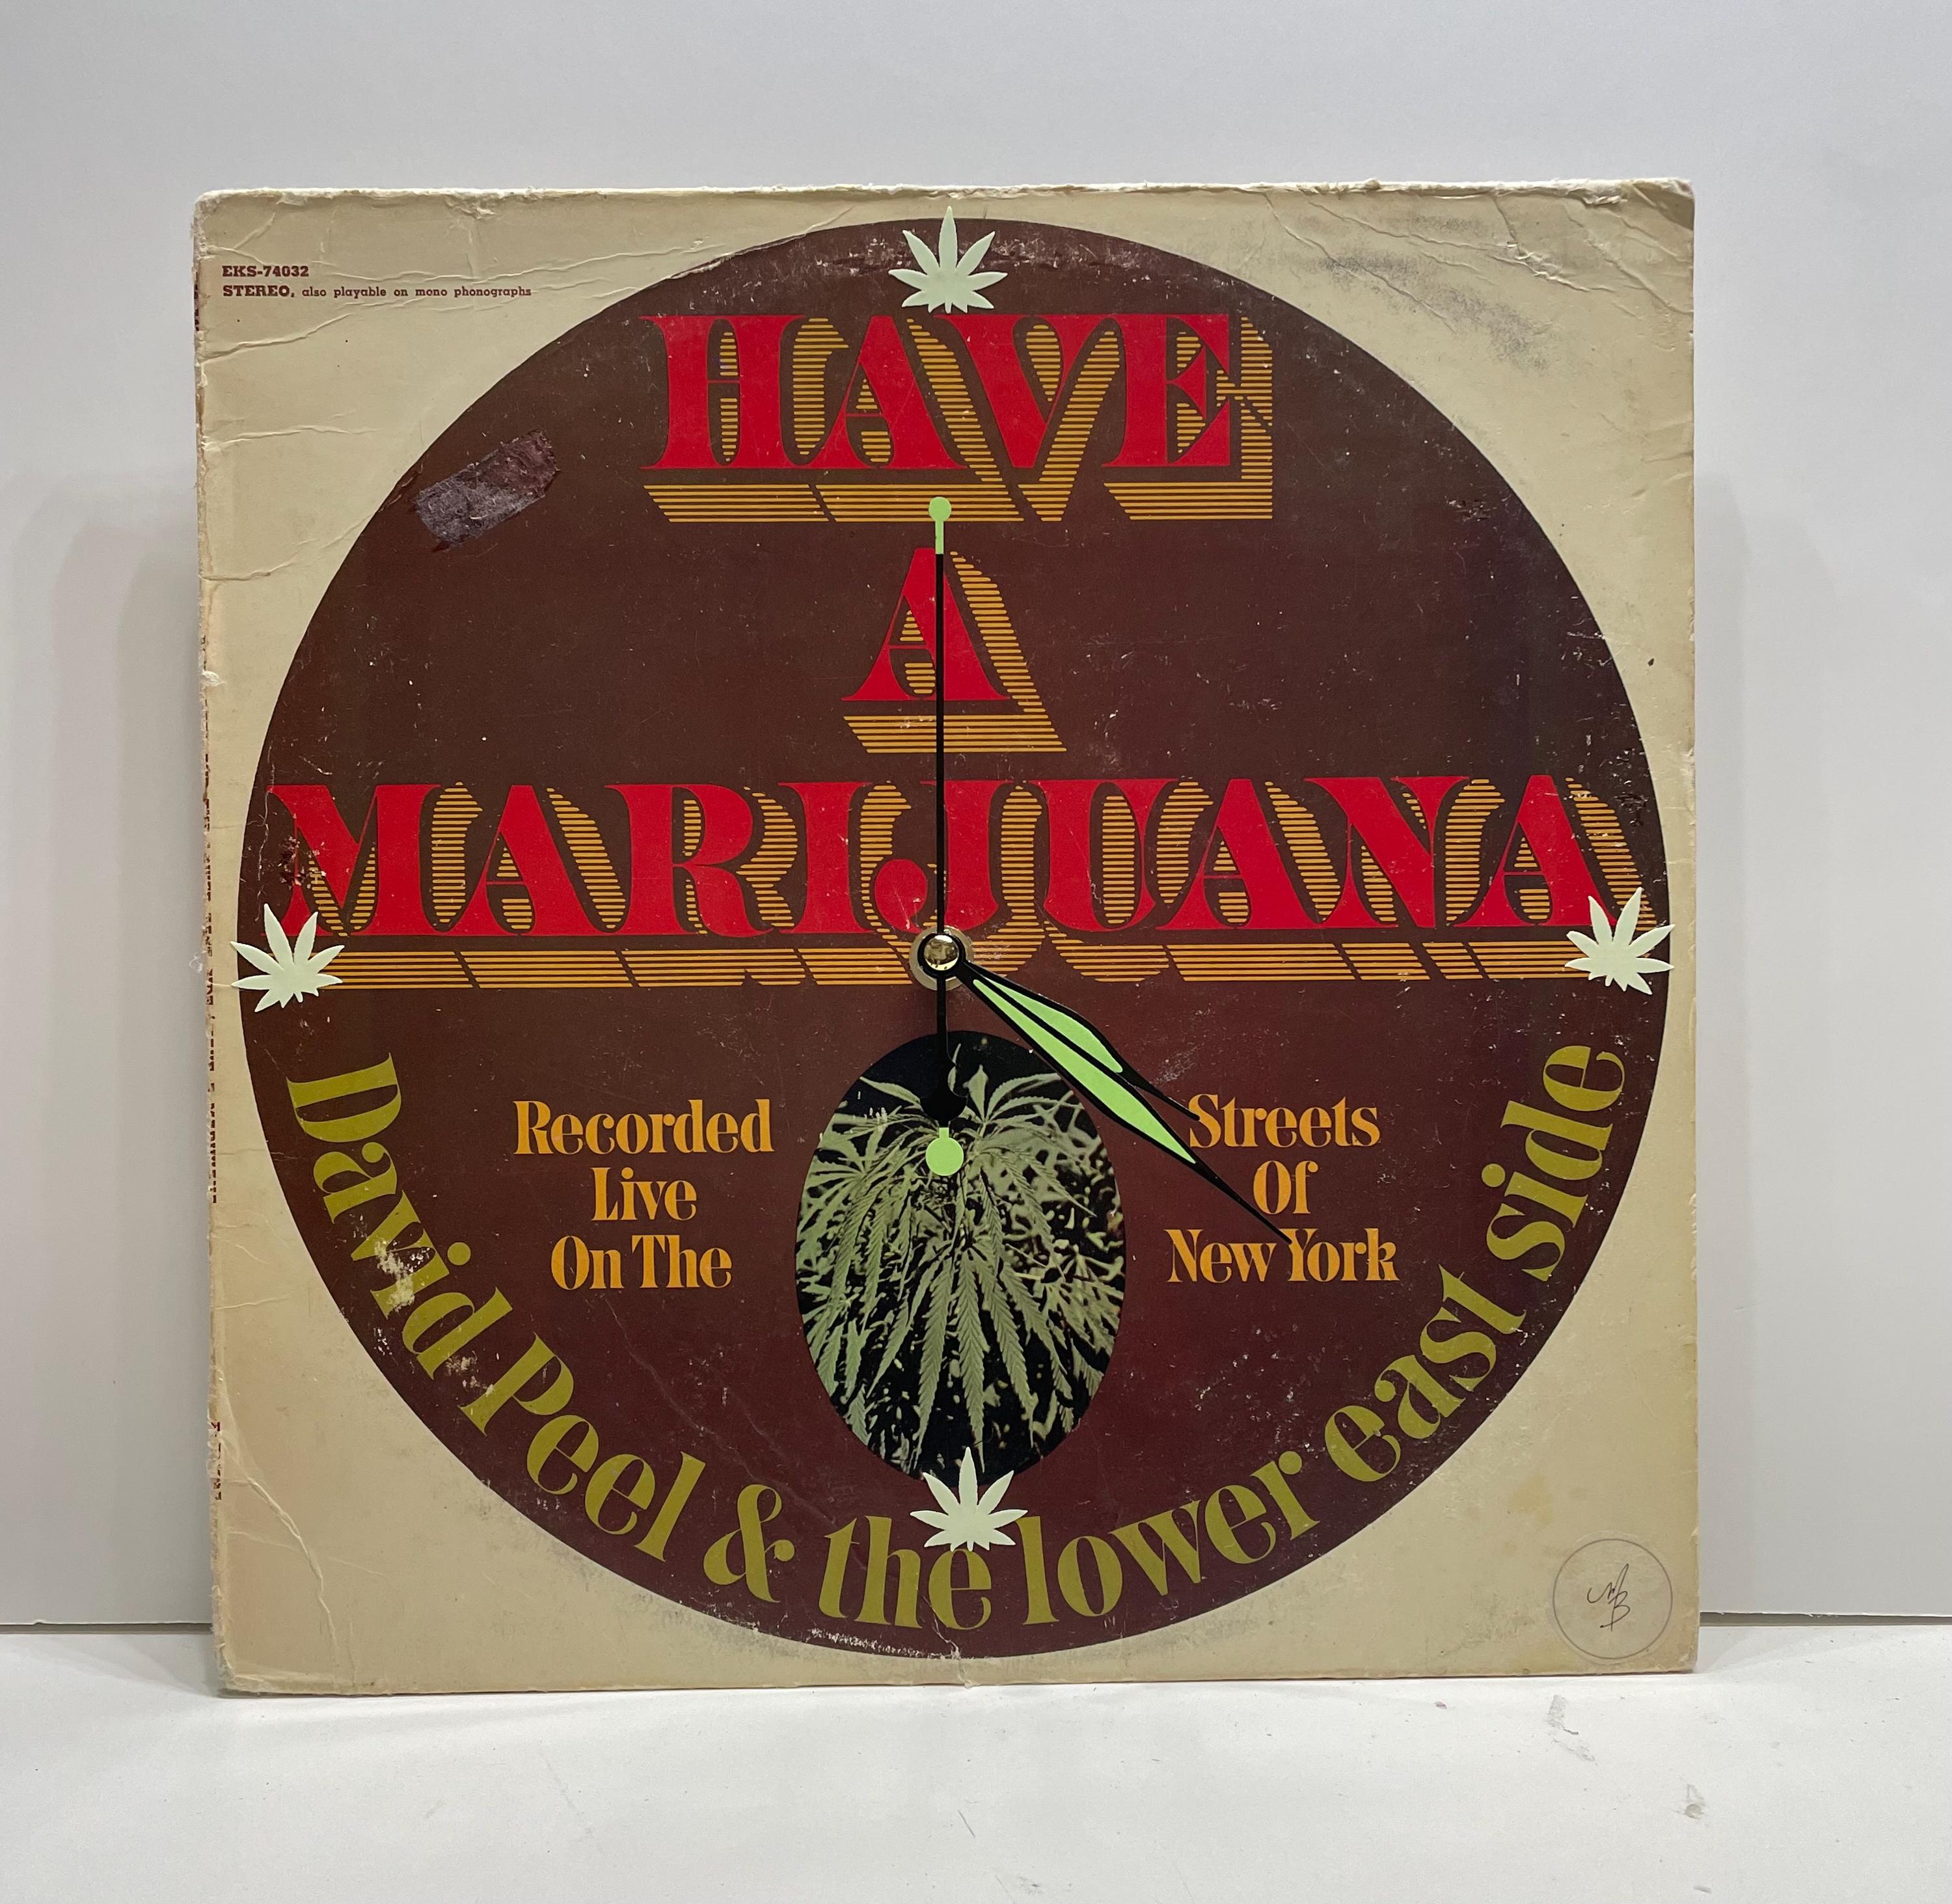 EKS-74032
STEREO, also playable on mono phonographs
HAVE
A
MARIJUANA
Recorded
Live
On The
Streets
Of
New York
David Peel & the lower east side